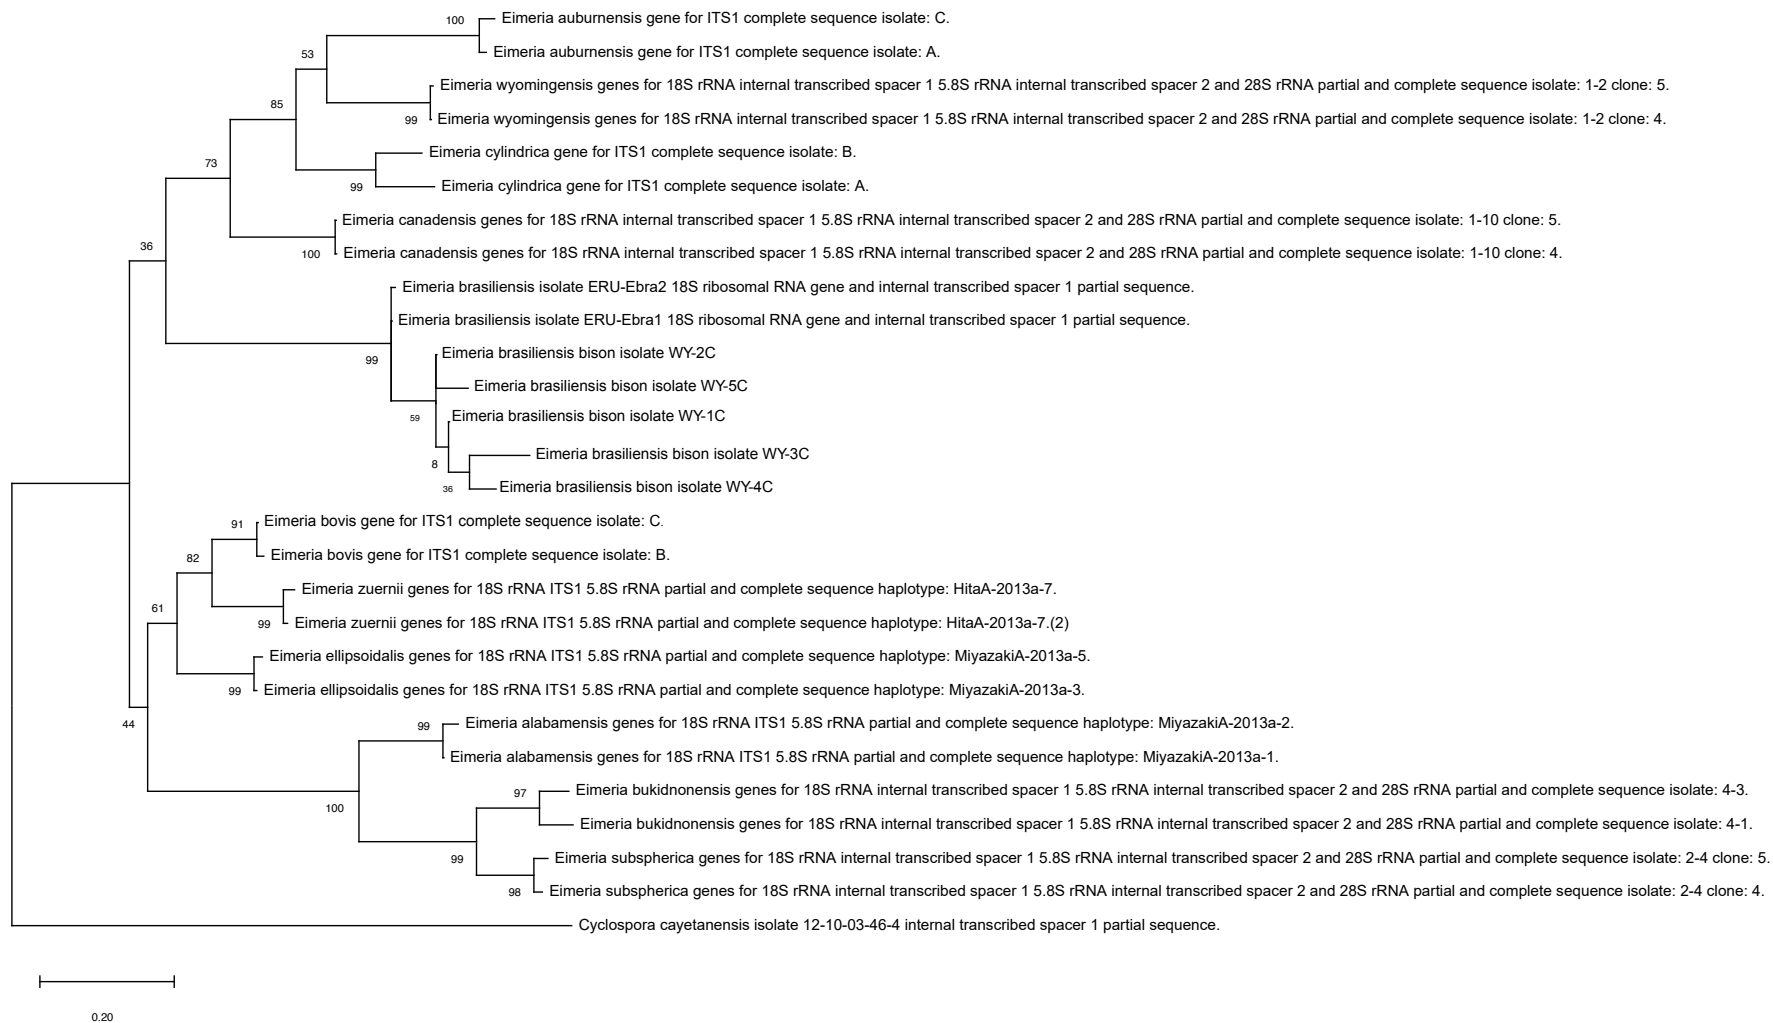 100
Eimeria auburnensis gene for ITS1 complete sequence isolate: C.
Eimeria auburnensis gene for ITS1 complete sequence isolate: A.
53
Eimeria wyomingensis genes for 18S rRNA internal transcribed spacer 1 5.8S rRNA internal transcribed spacer 2 and 28S rRNA partial and complete sequence isolate: 1-2 clone: 5.
85
99
Eimeria wyomingensis genes for 18S rRNA internal transcribed spacer 1 5.8S rRNA internal transcribed spacer 2 and 28S rRNA partial and complete sequence isolate: 1-2 clone: 4.
Eimeria cylindrica gene for ITS1 complete sequence isolate: B.
73
99
Eimeria cylindrica gene for ITS1 complete sequence isolate: A.
Eimeria canadensis genes for 18S rRNA internal transcribed spacer 1 5.8S rRNA internal transcribed spacer 2 and 28S rRNA partial and complete sequence isolate: 1-10 clone: 5.
36
100
Eimeria canadensis genes for 18S rRNA internal transcribed spacer 1 5.8S rRNA internal transcribed spacer 2 and 28S rRNA partial and complete sequence isolate: 1-10 clone: 4.
Eimeria brasiliensis isolate ERU-Ebra2 18S ribosomal RNA gene and internal transcribed spacer 1 partial sequence.
Eimeria brasiliensis isolate ERU-Ebra1 18S ribosomal RNA gene and internal transcribed spacer 1 partial sequence.
99
Eimeria brasiliensis bison isolate WY-2C
Eimeria brasiliensis bison isolate WY-5C
59
Eimeria brasiliensis bison isolate WY-1C
8
Eimeria brasiliensis bison isolate WY-3C
36
Eimeria brasiliensis bison isolate WY-4C
91
Eimeria bovis gene for ITS1 complete sequence isolate: C.
82
Eimeria bovis gene for ITS1 complete sequence isolate: B.
Eimeria zuernii genes for 18S rRNA ITS1 5.8S rRNA partial and complete sequence haplotype: HitaA-2013a-7.
61
99
Eimeria zuernii genes for 18S rRNA ITS1 5.8S rRNA partial and complete sequence haplotype: HitaA-2013a-7.(2)
Eimeria ellipsoidalis genes for 18S rRNA ITS1 5.8S rRNA partial and complete sequence haplotype: MiyazakiA-2013a-5.
99
Eimeria ellipsoidalis genes for 18S rRNA ITS1 5.8S rRNA partial and complete sequence haplotype: MiyazakiA-2013a-3.
44
99
Eimeria alabamensis genes for 18S rRNA ITS1 5.8S rRNA partial and complete sequence haplotype: MiyazakiA-2013a-2.
Eimeria alabamensis genes for 18S rRNA ITS1 5.8S rRNA partial and complete sequence haplotype: MiyazakiA-2013a-1.
100
97
Eimeria bukidnonensis genes for 18S rRNA internal transcribed spacer 1 5.8S rRNA internal transcribed spacer 2 and 28S rRNA partial and complete sequence isolate: 4-3.
Eimeria bukidnonensis genes for 18S rRNA internal transcribed spacer 1 5.8S rRNA internal transcribed spacer 2 and 28S rRNA partial and complete sequence isolate: 4-1.
99
Eimeria subspherica genes for 18S rRNA internal transcribed spacer 1 5.8S rRNA internal transcribed spacer 2 and 28S rRNA partial and complete sequence isolate: 2-4 clone: 5.
98
Eimeria subspherica genes for 18S rRNA internal transcribed spacer 1 5.8S rRNA internal transcribed spacer 2 and 28S rRNA partial and complete sequence isolate: 2-4 clone: 4.
Cyclospora cayetanensis isolate 12-10-03-46-4 internal transcribed spacer 1 partial sequence.
0.20